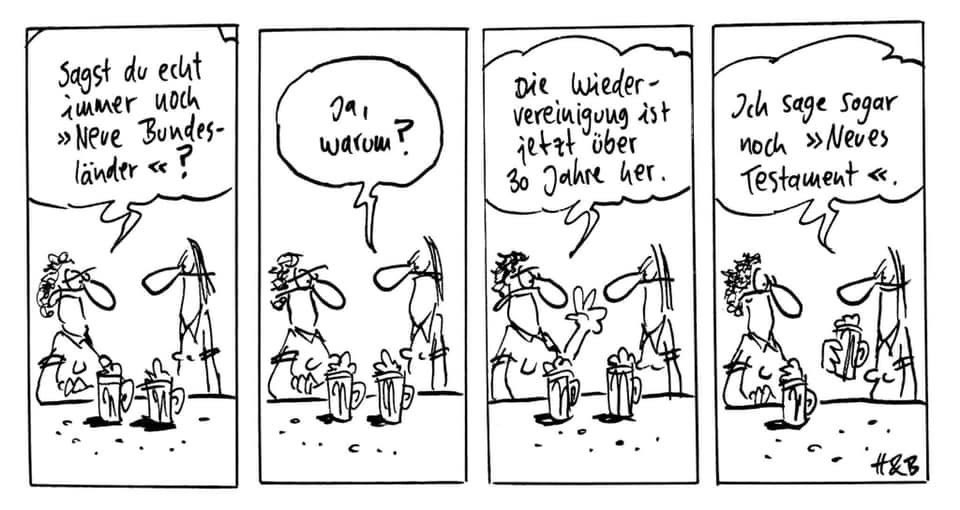 Sagst du echt
immer noch
»Neue Bundes-
länder«?
Ja,
warum?
Die Wieder-
vereinigung ist
jetzt über
30 Jahre her.
Ich sage sogar
noch »Neues
Testament«.
H&B